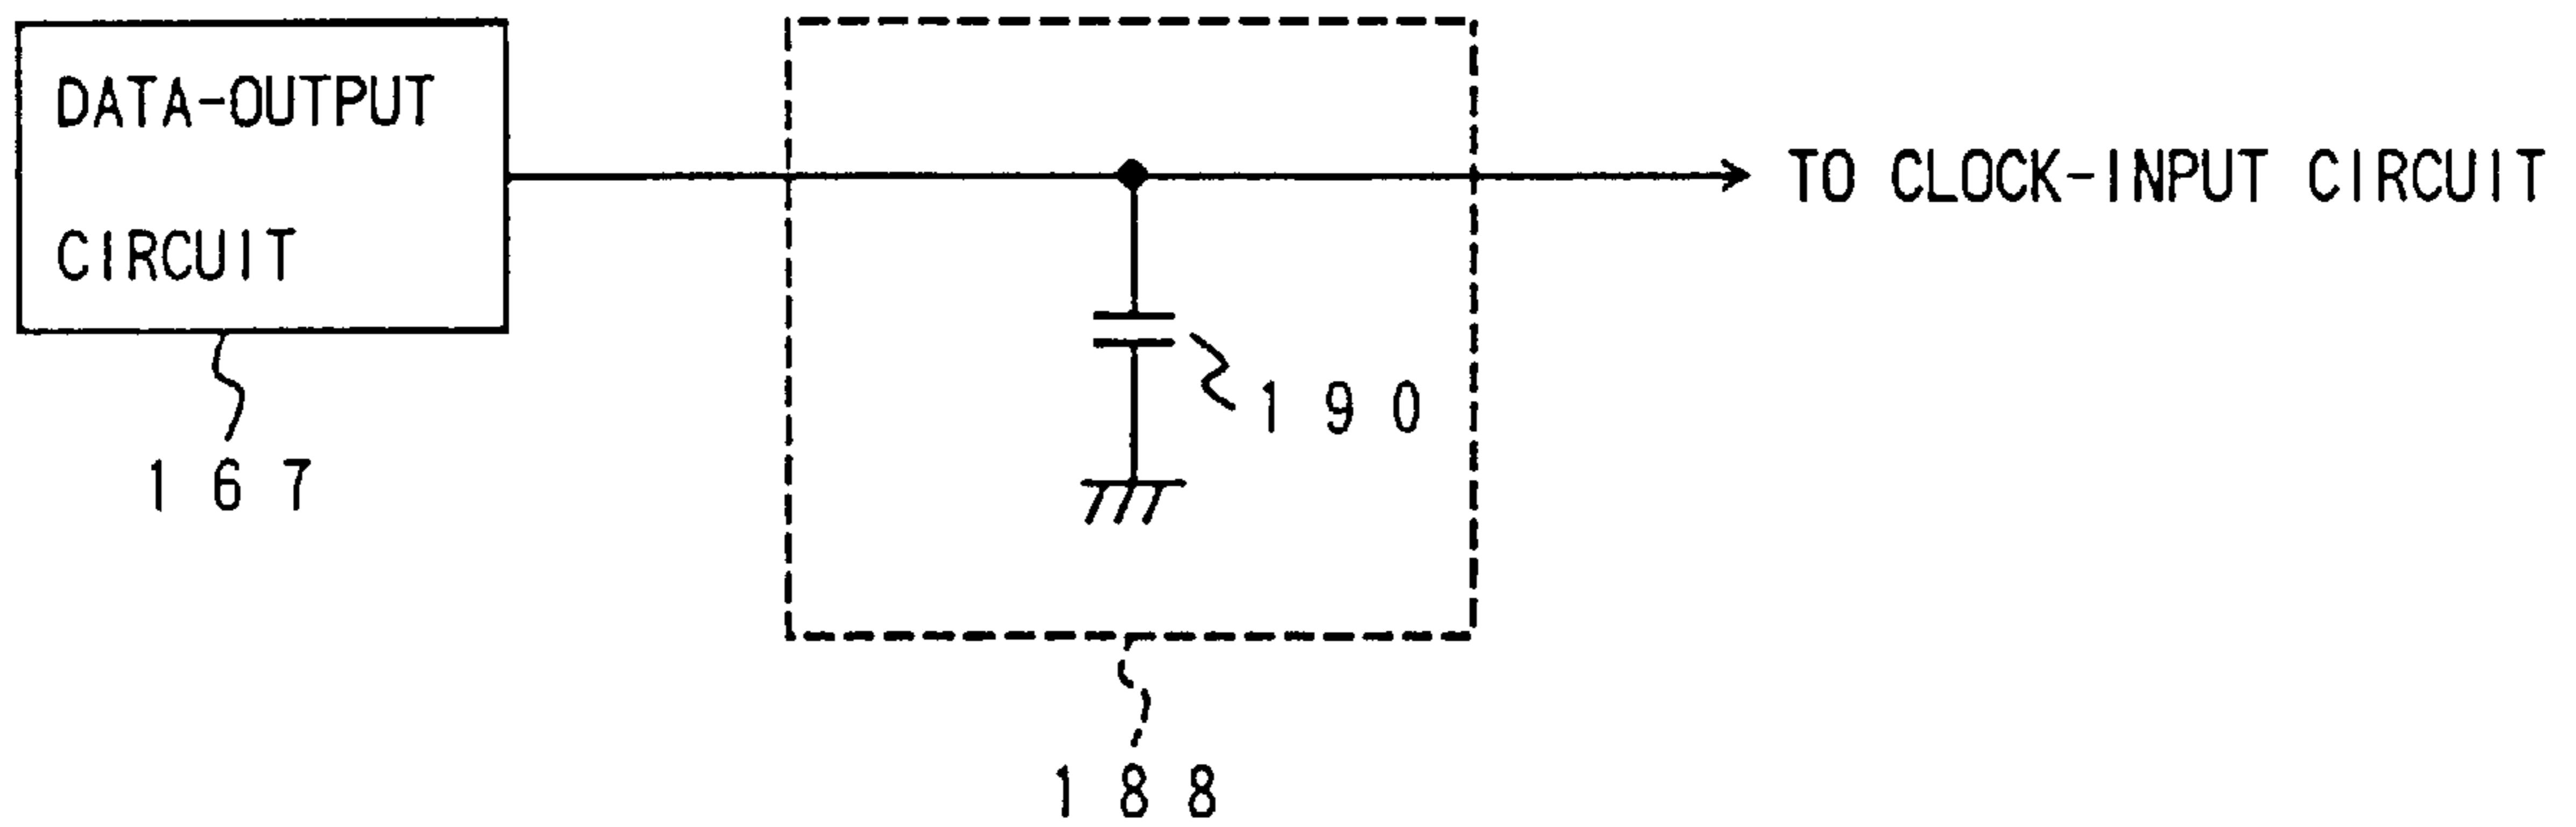 DATA-OUTPUT
CIRCUIT
TO CLOCK-INPUT CIRCUIT
190
167
188